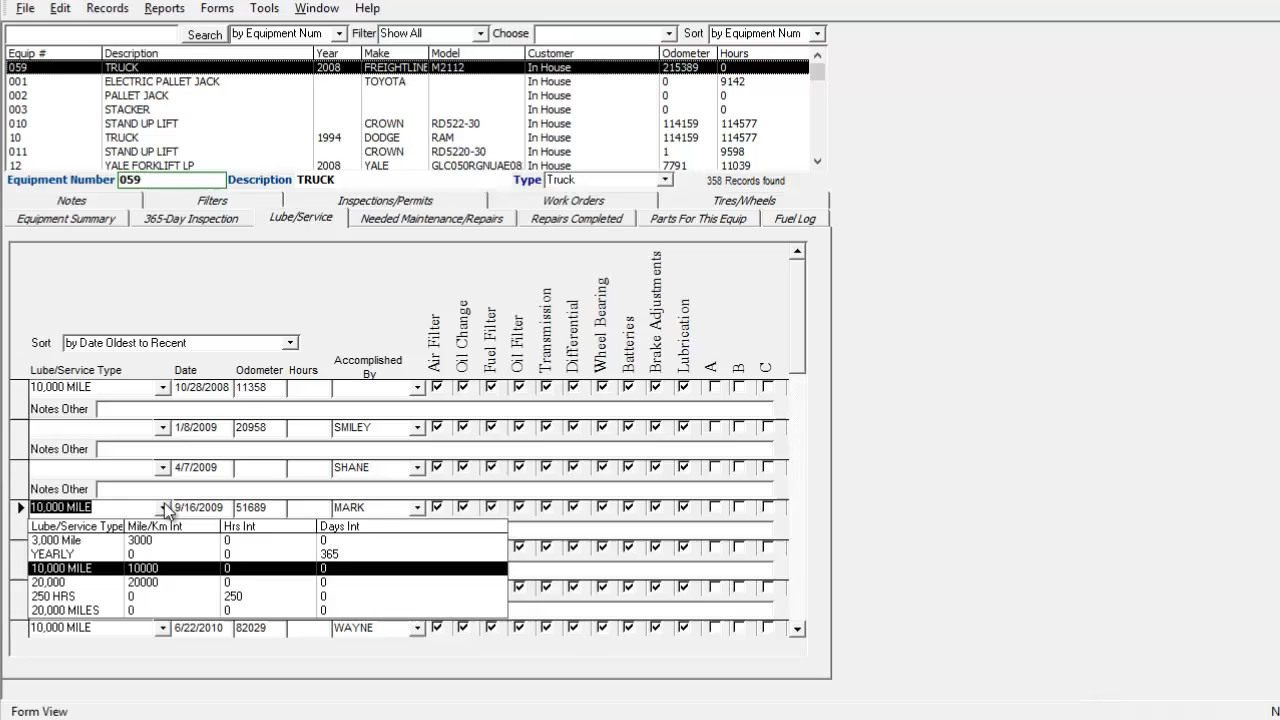 File Edit Records Reports Forms Tools Window Help
Search by Equipment Num Filter Show All Choose Sort by Equipment Num
Equip # Description Year Make Model Customer Odometer Hours
059 TRUCK 2008 FREIGHTLINE M2112 In House 215389 0
001 ELECTRIC PALLET JACK TOYOTA In House 0 9142
002 PALLET JACK In House 0 0
003 STACKER In House 0 0
010 STAND UP LIFT CROWN RD522-30 In House 114159 114577
10 TRUCK 1994 DODGE RAM In House 114159 114577
011 STAND UP LIFT CROWN RD5220-30 In House 1 9598
12 YALE FORKLIFT LP 2008 YALE GLC050RGNUAE08 In House 7791 11039
Equipment Number 059 Description TRUCK Type Truck 358 Records found
Notes Filters Inspections/Permits Work Orders Tires/Wheels
Equipment Summary 365-Day Inspection Lube/Service Needed Maintenance/Repairs Repairs Completed Parts For This Equip Fuel Log
Air Filter Oil Change Fuel Filter Oil Filter Transmission Differential Wheel Bearing Batteries Brake Adjustments Lubrication A B C
Sort by Date Oldest to Recent
Lube/Service Type Date Odometer Hours Accomplished By
10,000 MILE 10/28/2008 11358
Notes Other
1/8/2009 20958 SMILEY
Notes Other
4/7/2009 SHANE
Notes Other
10,000 MILE 9/16/2009 51689 MARK
Lube/Service Type Mile/Km Int Hrs Int Days Int
3,000 Mile 3000 0 0
YEARLY 0 0 365
10,000 MILE 10000 0 0
20,000 20000 0 0
250 HRS 0 250 0
20,000 MILES 0 0 0
10,000 MILE 6/22/2010 82029 WAYNE
Form View N